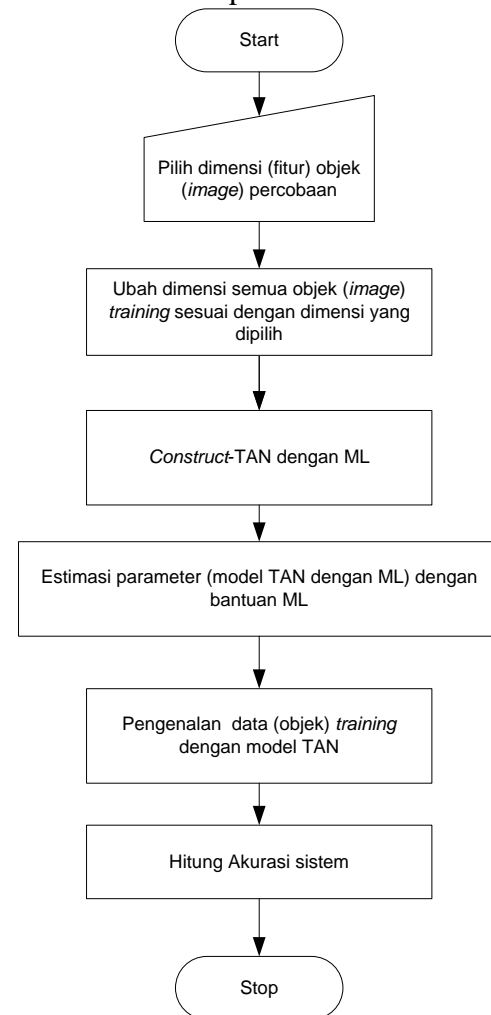 Start
Pilih dimensi (fitur) objek
(image) percobaan
Ubah dimensi semua objek (image)
training sesuai dengan dimensi yang
dipilih
Construct-TAN dengan ML
Estimasi parameter (model TAN dengan ML) dengan
bantuan ML
Pengenalan data (objek) training
dengan model TAN
Hitung Akurasi sistem
Stop